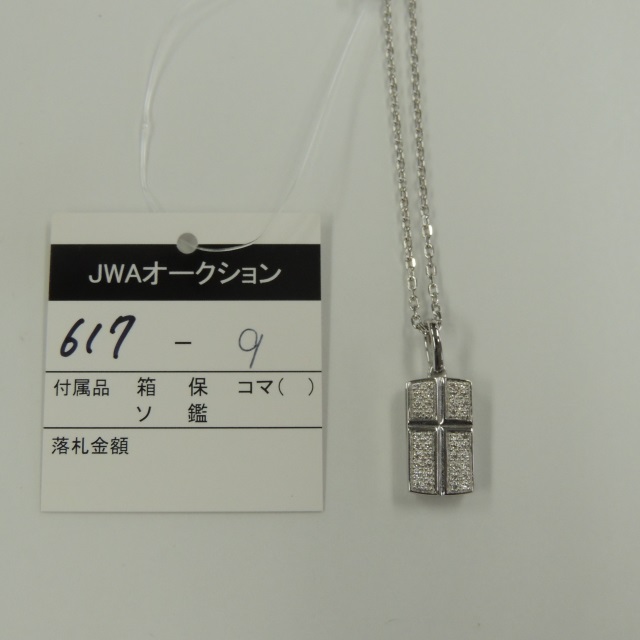 JWAオークション
617 - 9
付属品 箱 保 コマ( )
ソ 鑑
落札金額